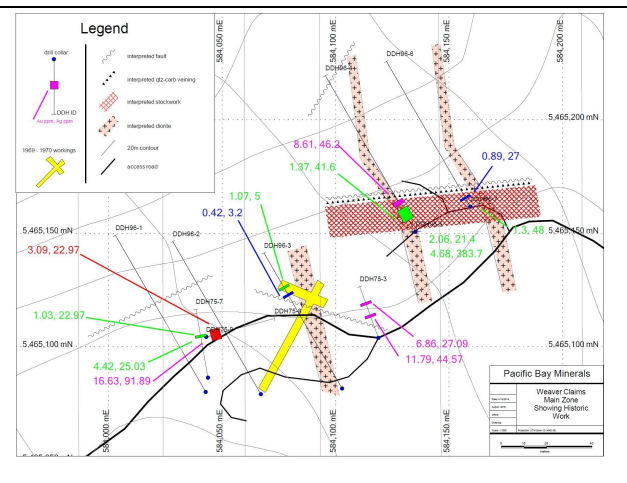 Legend
drill collar
DDH ID
Au ppm, Ag ppm
1969 - 1970 workings
interpreted fault
interpreted qtz-carb veining
interpreted stockwork
interpreted diorite
20m contour
access road
584,050 mE
584,100 mE
584,150 mE
584,200 mE
DDH96-6
5,465,200 mN
8.61, 46.2
1.37, 41.6
0.89, 27
1.07, 5
0.42, 3.2
1.3, 48
2.06, 21.4
4.58, 383.7
DDH96-1
DDH96-2
DDH96-3
5,465,150 mN
5,465,150 mN
3.09, 22.97
DDH75-7
DDH75-3
1.03, 22.97
4.42, 25.03
16.63, 91.89
6.86, 27.09
11.79, 44.57
5,465,100 mN
5,465,100 mN
584,000 mE
584,050 mE
584,100 mE
584,150 mE
Pacific Bay Minerals
Weaver Claims
Main Zone
Showing Historic
Work